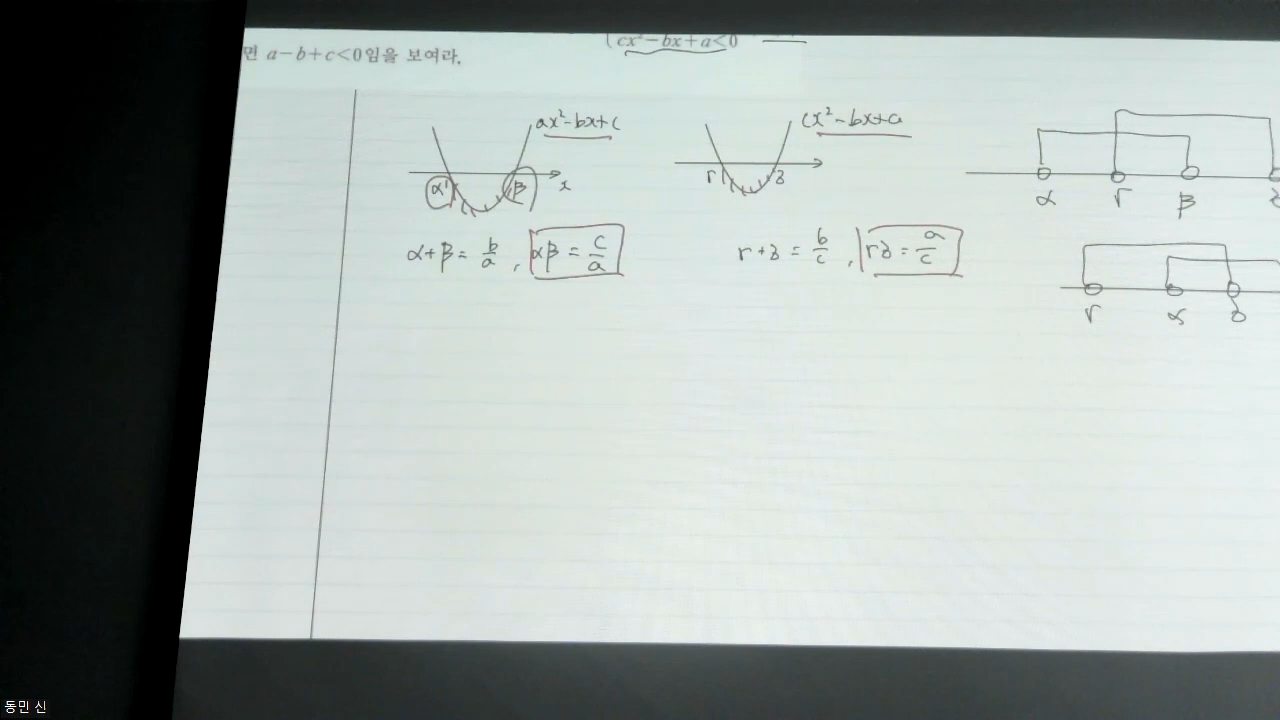 cx²-bx+a<0
면 a-b+c<0임을 보여라.
ax²-bx+c
cx²-bx+a
α β x
r δ
α r β
α+β = b/a , αβ = c/a
r+δ = b/c , rδ = a/c
r α δ
동민 신